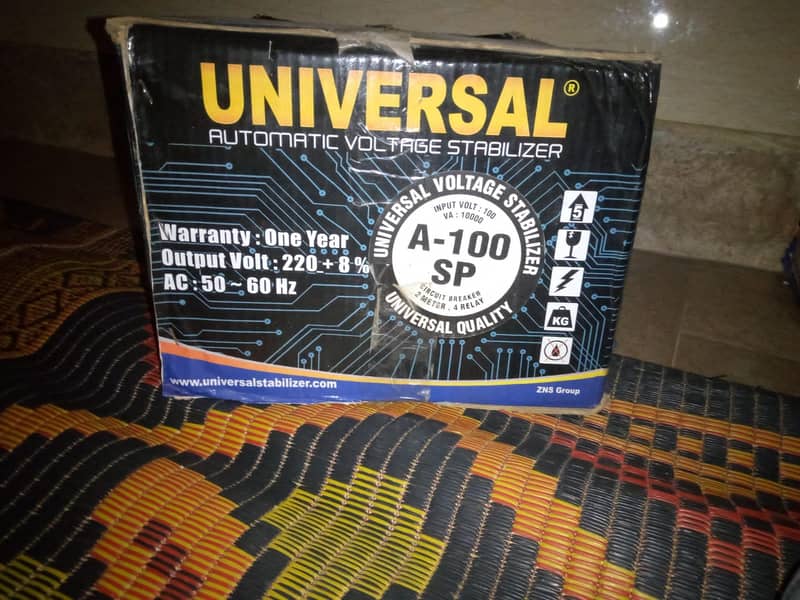 UNIVERSAL®
AUTOMATIC VOLTAGE STABILIZER
Warranty : One Year
Output Volt : 220 + 8 %
AC : 50 ~ 60 Hz
UNIVERSAL VOLTAGE STABILIZER
INPUT VOLT : 100
VA : 10000
A-100
SP
CIRCUIT BREAKER
2 METER , 4 RELAY
UNIVERSAL QUALITY
5
KG
www.universalstabilizer.com
ZNS Group